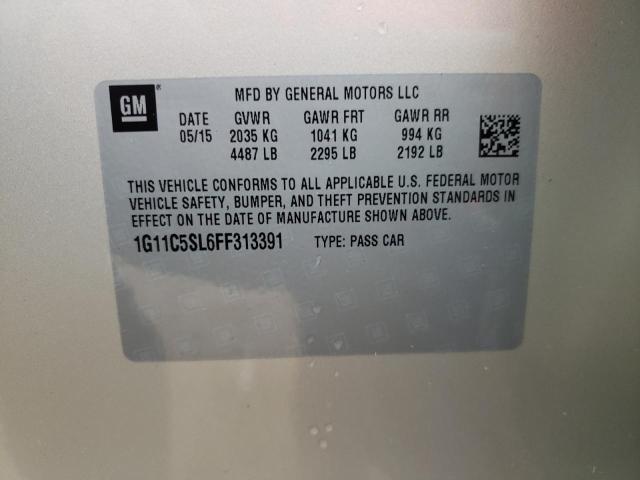 GM
MFD BY GENERAL MOTORS LLC
DATE GVWR GAWR FRT GAWR RR
05/15 2035 KG 1041 KG 994 KG
4487 LB 2295 LB 2192 LB
THIS VEHICLE CONFORMS TO ALL APPLICABLE U.S. FEDERAL MOTOR
VEHICLE SAFETY, BUMPER, AND THEFT PREVENTION STANDARDS IN
EFFECT ON THE DATE OF MANUFACTURE SHOWN ABOVE.
1G11C5SL6FF313391 TYPE: PASS CAR